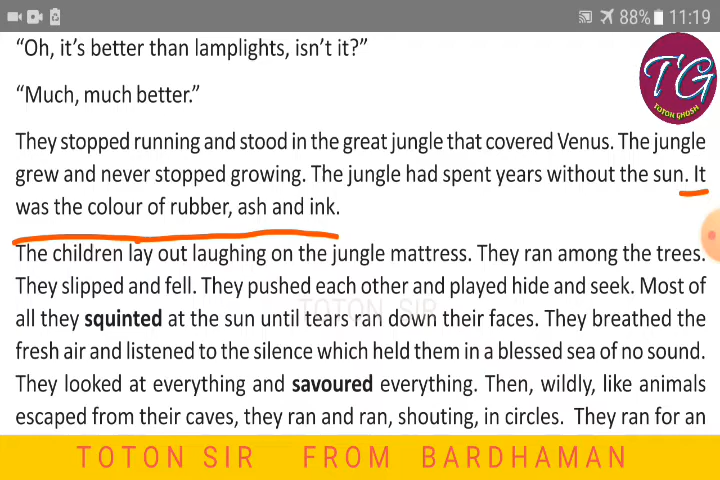 88% 11:19
“Oh, it’s better than lamplights, isn’t it?”
T'G
TOTON GHOSH
“Much, much better.”
They stopped running and stood in the great jungle that covered Venus. The jungle
grew and never stopped growing. The jungle had spent years without the sun. It
was the colour of rubber, ash and ink.
The children lay out laughing on the jungle mattress. They ran among the trees.
They slipped and fell. They pushed each other and played hide and seek. Most of
TOTON SIR
all they squinted at the sun until tears ran down their faces. They breathed the
fresh air and listened to the silence which held them in a blessed sea of no sound.
They looked at everything and savoured everything. Then, wildly, like animals
escaped from their caves, they ran and ran, shouting, in circles. They ran for an
TOTON SIR FROM BARDHAMAN